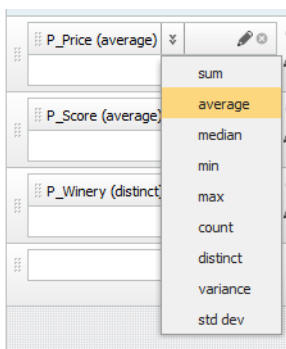 P_Price (average)
sum
average
P_Score (average)
median
min
P_Winery (distinct)
max
count
distinct
variance
std dev